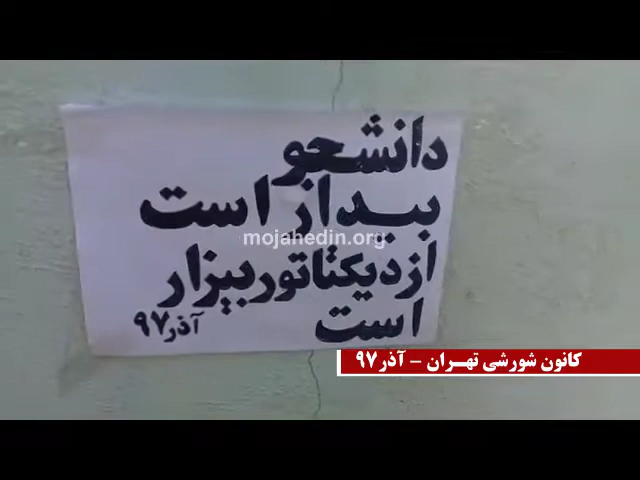 دانشجو
بیدار است
mojahedin.org
از دیکتاتور بیزار
است
آذر ۹۷
کانون شورشی تهران - آذر ۹۷